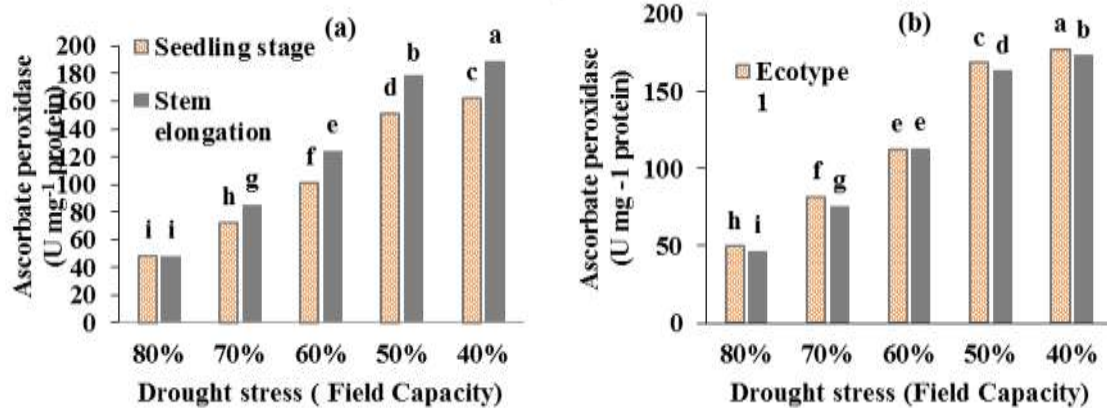 (a)
Ascorbate peroxidase
(U mg-1 protein)
200
180
160
140
120
100
80
60
40
20
0
Seedling stage
Stem
elongation
i i
h g
f e
d b
c a
80% 70% 60% 50% 40%
Drought stress ( Field Capacity)
(b)
Ascorbate peroxidase
(U mg -1 protein)
200
150
100
50
0
Ecotype
1
h i
f g
e e
c d
a b
80% 70% 60% 50% 40%
Drought stress (Field Capacity)